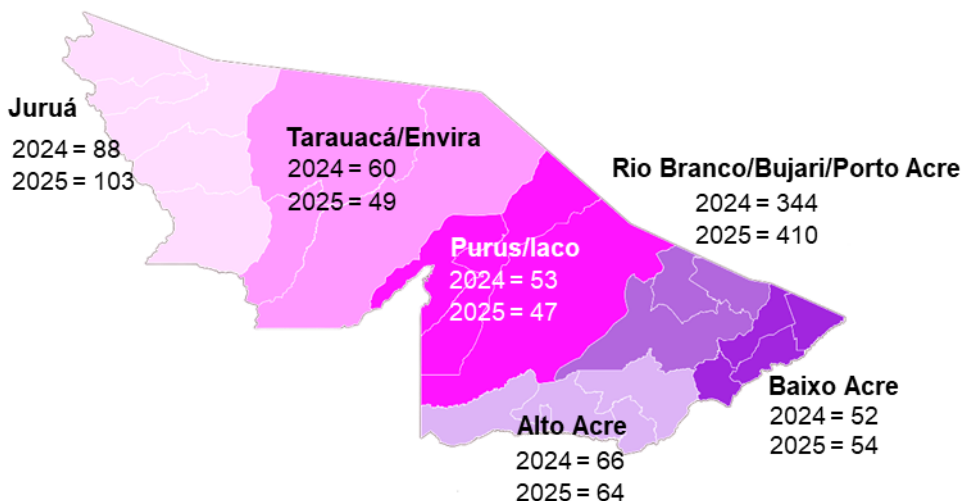 Juruá
2024 = 88
2025 = 103
Tarauacá/Envira
2024 = 60
2025 = 49
Rio Branco/Bujari/Porto Acre
2024 = 344
2025 = 410
Purus/Iaco
2024 = 53
2025 = 47
Baixo Acre
2024 = 52
2025 = 54
Alto Acre
2024 = 66
2025 = 64